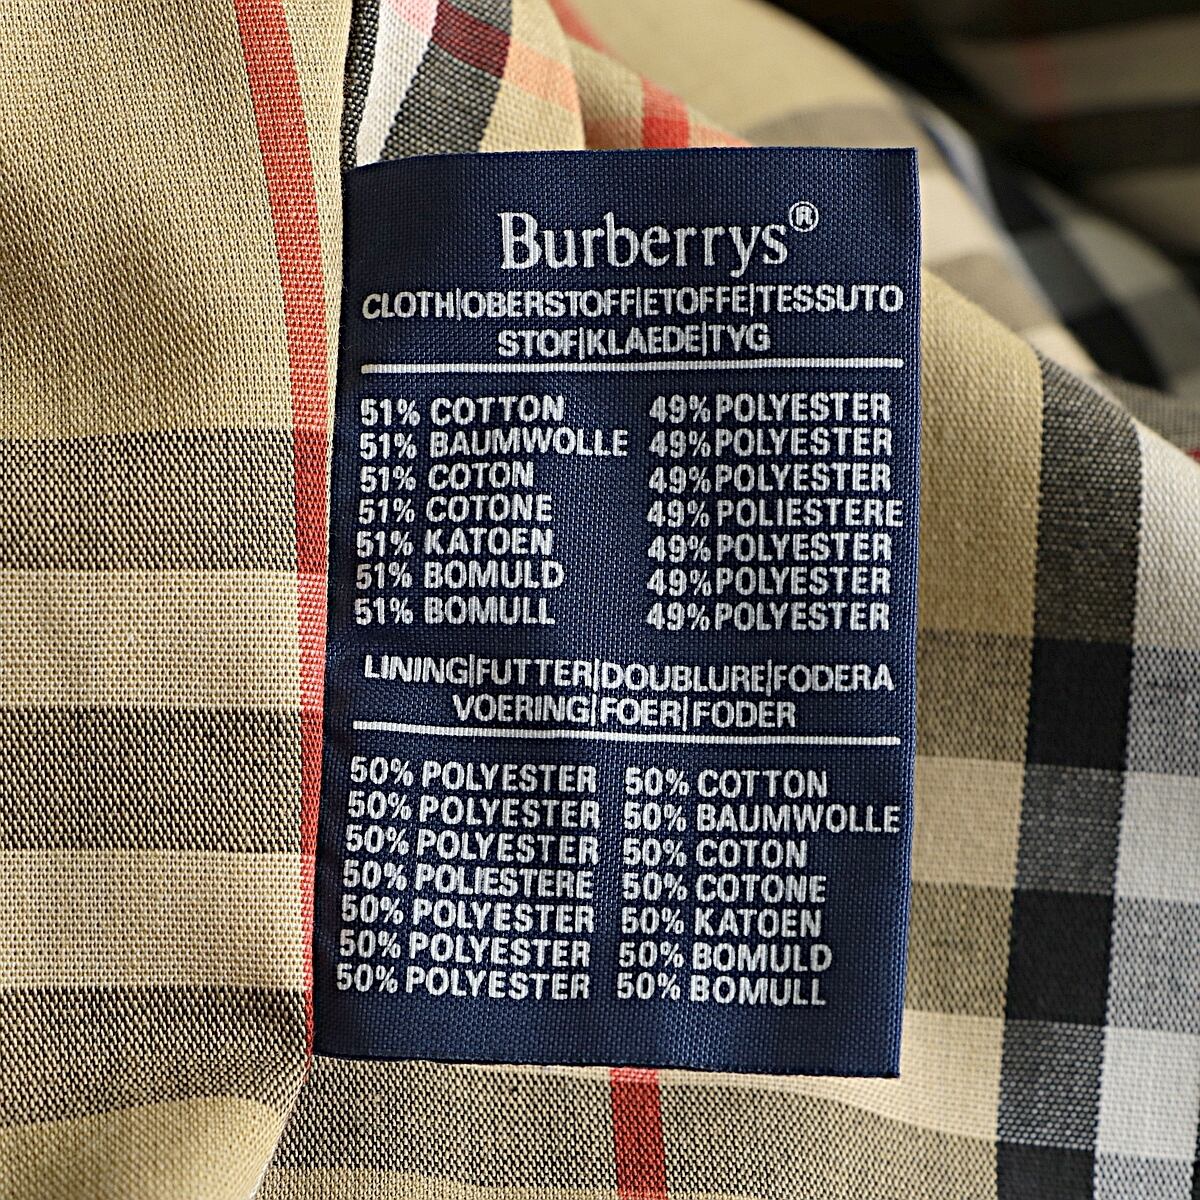 Burberrys®
CLOTH|OBERSTOFF|ETOFFE|TESSUTO
STOF|KLAEDE|TYG
51% COTTON 49% POLYESTER
51% BAUMWOLLE 49% POLYESTER
51% COTON 49% POLYESTER
51% COTONE 49% POLIESTERE
51% KATOEN 49% POLYESTER
51% BOMULD 49% POLYESTER
51% BOMULL 49% POLYESTER
LINING|FUTTER|DOUBLURE|FODERA
VOERING|FOER|FODER
50% POLYESTER 50% COTTON
50% POLYESTER 50% BAUMWOLLE
50% POLYESTER 50% COTON
50% POLIESTERE 50% COTONE
50% POLYESTER 50% KATOEN
50% POLYESTER 50% BOMULD
50% POLYESTER 50% BOMULL